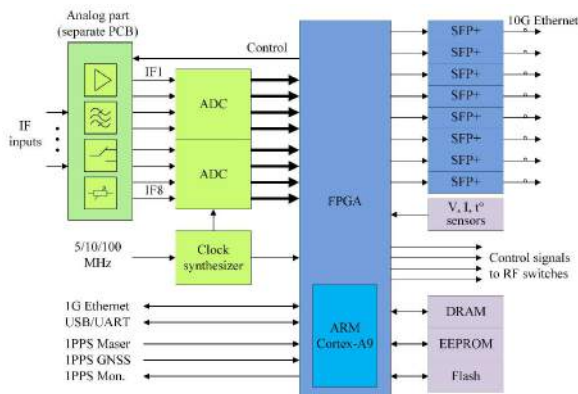 Analog part
(separate PCB)
10G Ethernet
Control
IF1
IF
inputs
IF8
ADC
ADC
FPGA
SFP+
SFP+
SFP+
SFP+
SFP+
SFP+
SFP+
SFP+
V, I, t°
sensors
5/10/100
MHz
Clock
synthesizer
Control signals
to RF switches
1G Ethernet
USB/UART
1PPS Maser
1PPS GNSS
1PPS Mon.
ARM
Cortex-A9
DRAM
EEPROM
Flash